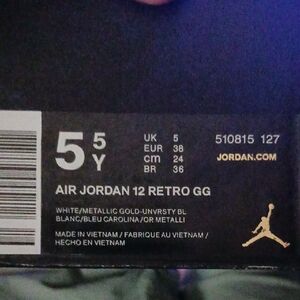 5 5Y
UK 5
EUR 38
cm 24
BR 36
510815 127
JORDAN.COM
AIR JORDAN 12 RETRO GG
WHITE/METALLIC GOLD-UNVRSTY BL
BLANC/BLEU CAROLINA/OR METALLI
MADE IN VIETNAM / FABRIQUE AU VIETNAM /
HECHO EN VIETNAM